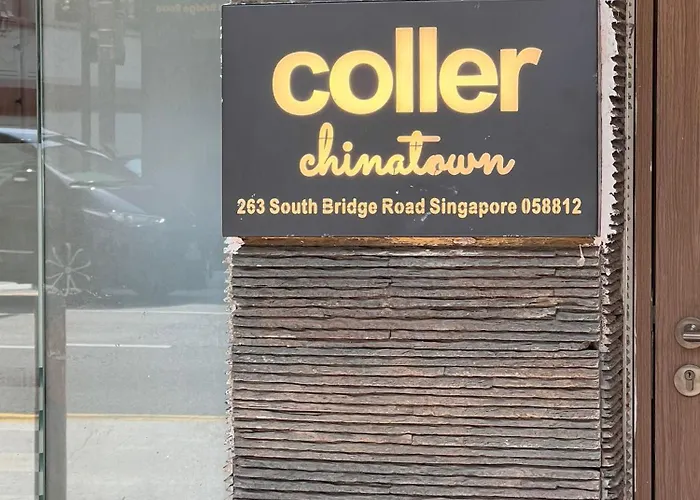 coller
chinatown
263 South Bridge Road Singapore 058812